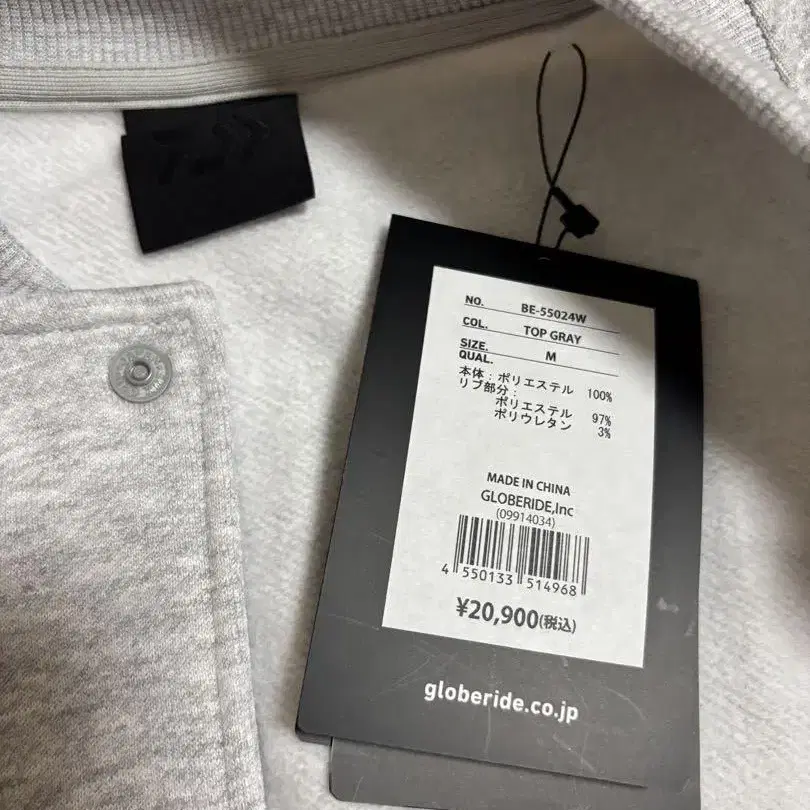 NO. BE-55024W
COL. TOP GRAY
SIZE. M
QUAL.
本体：ポリエステル 100%
リブ部分：
ポリエステル 97%
ポリウレタン 3%
MADE IN CHINA
GLOBERIDE,Inc
(09914034)
4 550133 514968
¥20,900(税込)
globeride.co.jp